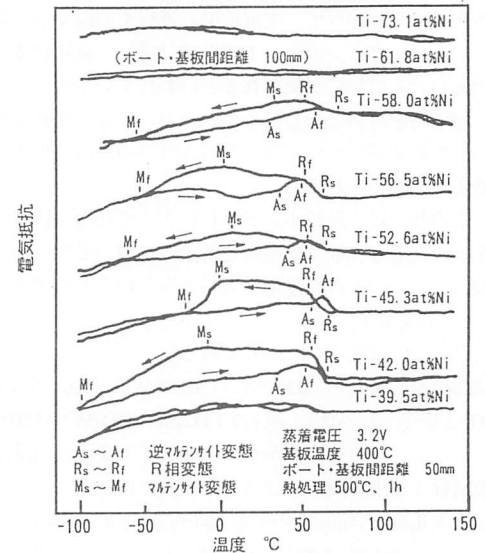 Ti-73.1at%Ni
(ボート・基板間距離 100mm)
Ti-61.8at%Ni
Ms Rf
Rs Ti-58.0at%Ni
Mf
As Af
Ms Rf
Ti-56.5at%Ni
Mf Rs
As Af
Ms Rf
Rs Ti-52.6at%Ni
Mf
As Af
Ms Rf Af
Ti-45.3at%Ni
Mf
As Rs
Ms Rf
Rs Ti-42.0at%Ni
Mf
As Af
Ti-39.5at%Ni
As~Af 逆マルテンサイト変態
Rs~Rf R相変態
Ms~Mf マルテンサイト変態
蒸着電圧 3.2V
基板温度 400℃
ボート・基板間距離 50mm
熱処理 500℃、1h
電気抵抗
-100 -50 0 50 100 150
温度 ℃